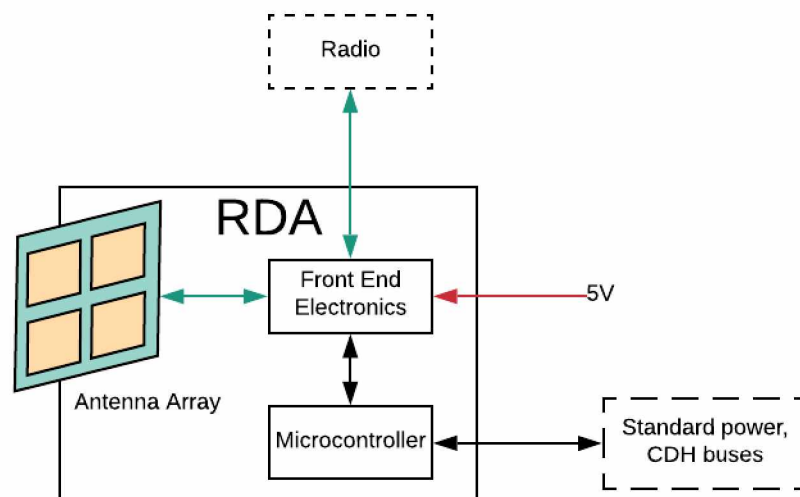 Radio
RDA
Front End
Electronics
5V
Antenna Array
Microcontroller
Standard power,
CDH buses